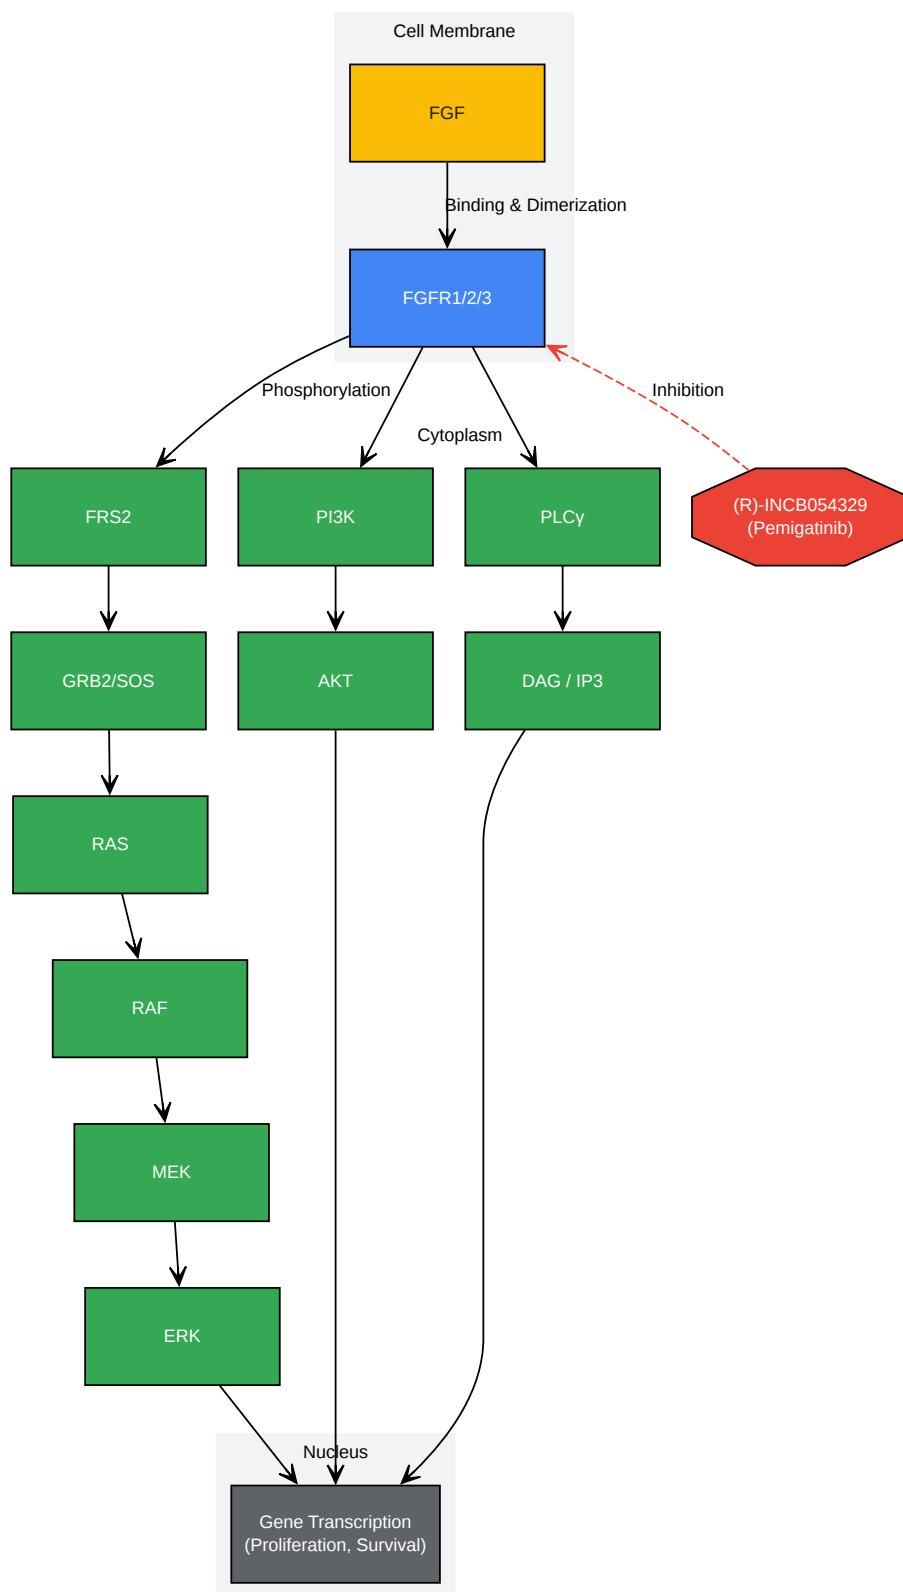 Cell Membrane
FGF
Binding & Dimerization
FGFR1/2/3
Phosphorylation
Inhibition
Cytoplasm
FRS2
PI3K
PLCγ
(R)-INCB054329
(Pemigatinib)
GRB2/SOS
AKT
DAG / IP3
RAS
RAF
MEK
ERK
Nucleus
Gene Transcription
(Proliferation, Survival)